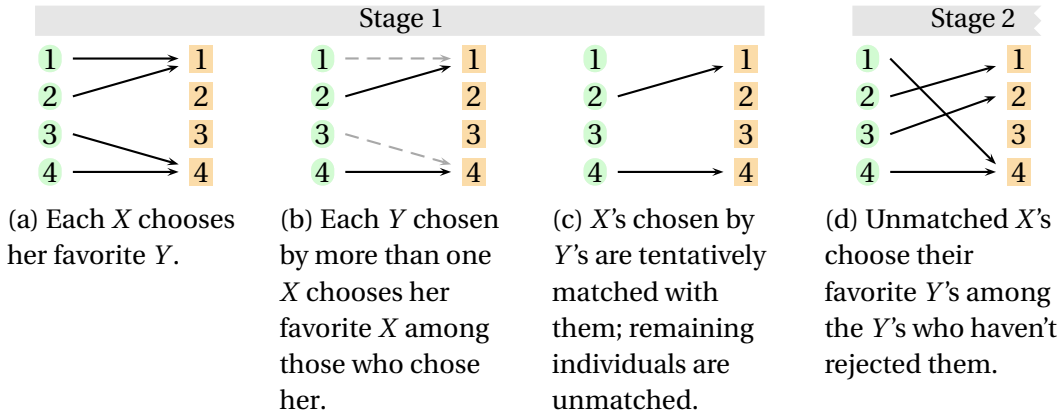 Stage 1
Stage 2
1 1
2 2
3 3
4 4
1 1
2 2
3 3
4 4
1 1
2 2
3 3
4 4
1 1
2 2
3 3
4 4
(a) Each X chooses
her favorite Y.
(b) Each Y chosen
by more than one
X chooses her
favorite X among
those who chose
her.
(c) X's chosen by
Y's are tentatively
matched with
them; remaining
individuals are
unmatched.
(d) Unmatched X's
choose their
favorite Y's among
the Y's who haven't
rejected them.